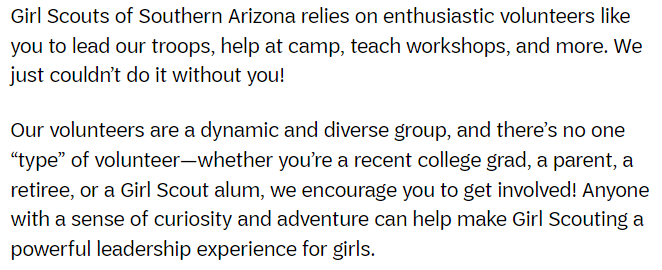 Girl Scouts of Southern Arizona relies on enthusiastic volunteers like
you to lead our troops, help at camp, teach workshops, and more. We
just couldn’t do it without you!
Our volunteers are a dynamic and diverse group, and there’s no one
“type” of volunteer—whether you’re a recent college grad, a parent, a
retiree, or a Girl Scout alum, we encourage you to get involved! Anyone
with a sense of curiosity and adventure can help make Girl Scouting a
powerful leadership experience for girls.